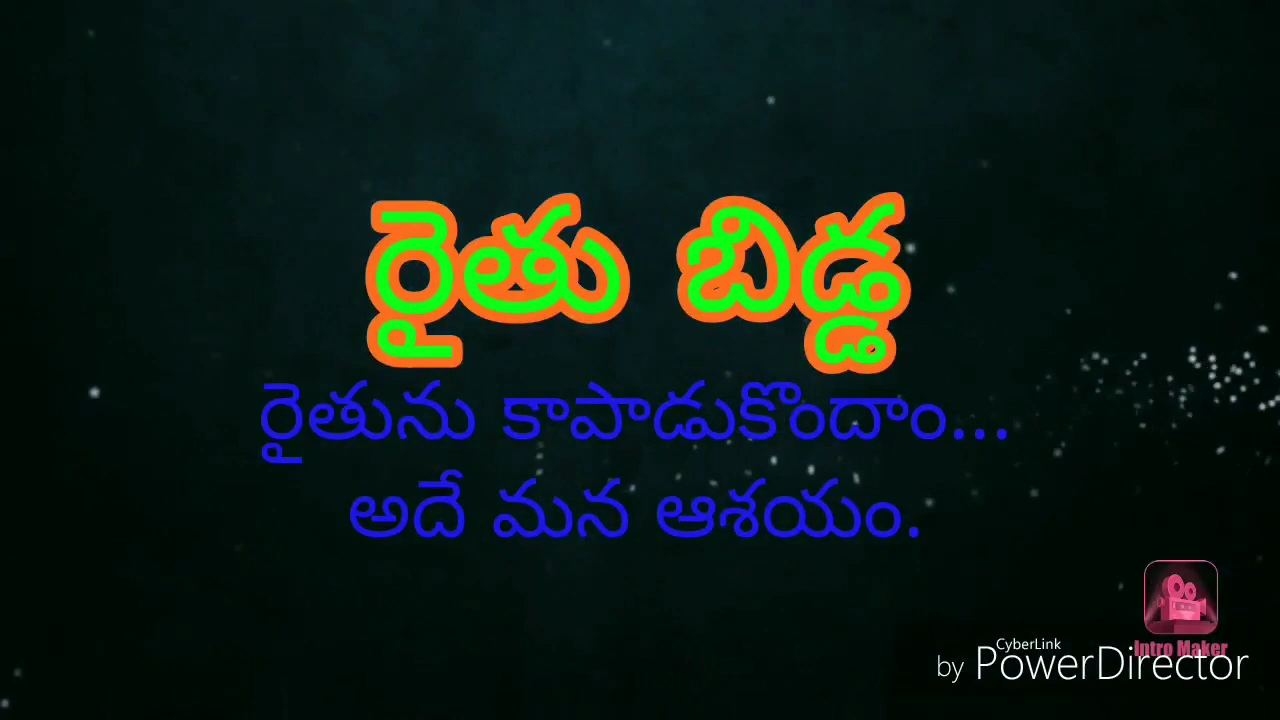 రైతు బిడ్డ
రైతును కాపాడుకొందాం...
అదే మన ఆశయం.
Intro Maker
CyberLink
by PowerDirector